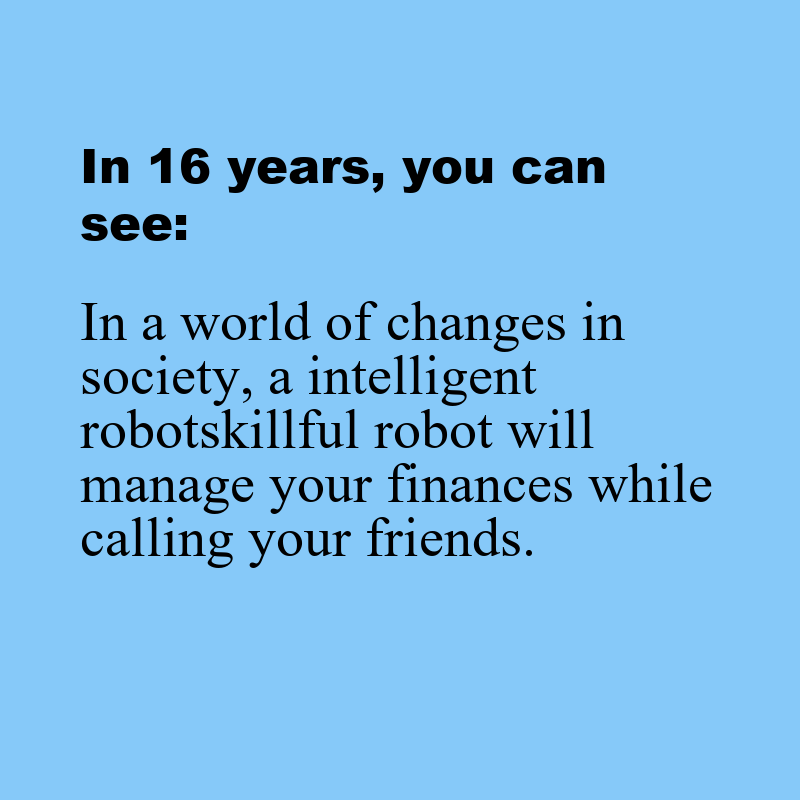 In 16 years, you can
see:
In a world of changes in
society, a intelligent
robotskillful robot will
manage your finances while
calling your friends.